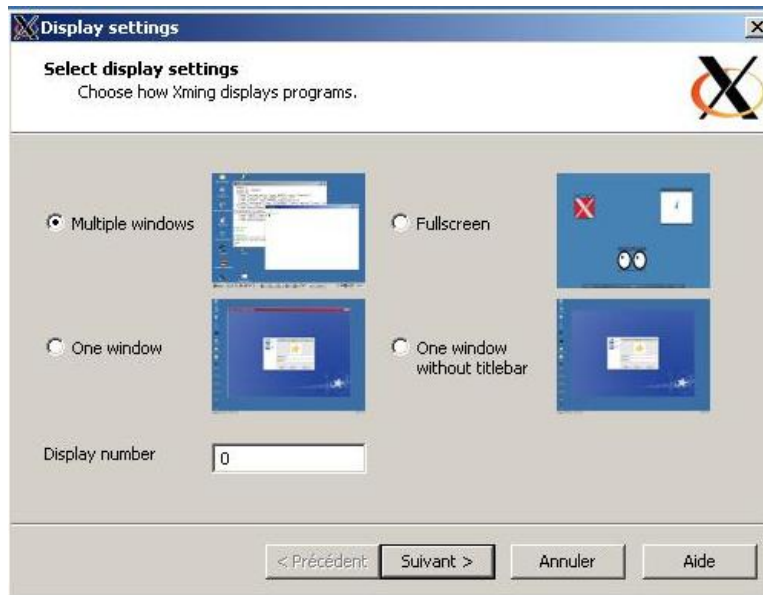 Display settings
Select display settings
Choose how Xming displays programs.
Multiple windows
Fullscreen
One window
One window
without titlebar
Display number
0
< Précédent
Suivant >
Annuler
Aide